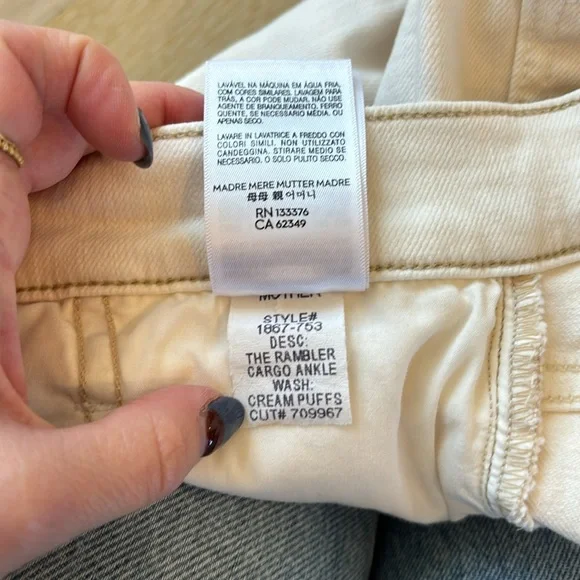 LAVÁVEL NA MÁQUINA EM ÁGUA FRIA,
COM CORES SIMILARES. LAVAGEM PARA
TRÁS, A COR PODE MUDAR. NÃO USE
AGENTE DE BRANQUEAMENTO. FERRO
QUENTE, SE NECESSÁRIO MÉDIA. OU
APENAS SECO.
LAVARE IN LAVATRICE A FREDDO CON
COLORI SIMILI. NON UTILIZZATO
CANDEGGINA. STIRARE MEDIO SE
NECESSARIO. O SOLO PULITO SECCO.
MADRE MERE MUTTER MADRE
母母 親 어머니
RN 133376
CA 62349
MOTHER
STYLE#
1867-753
DESC:
THE RAMBLER
CARGO ANKLE
WASH:
CREAM PUFFS
CUT# 709967